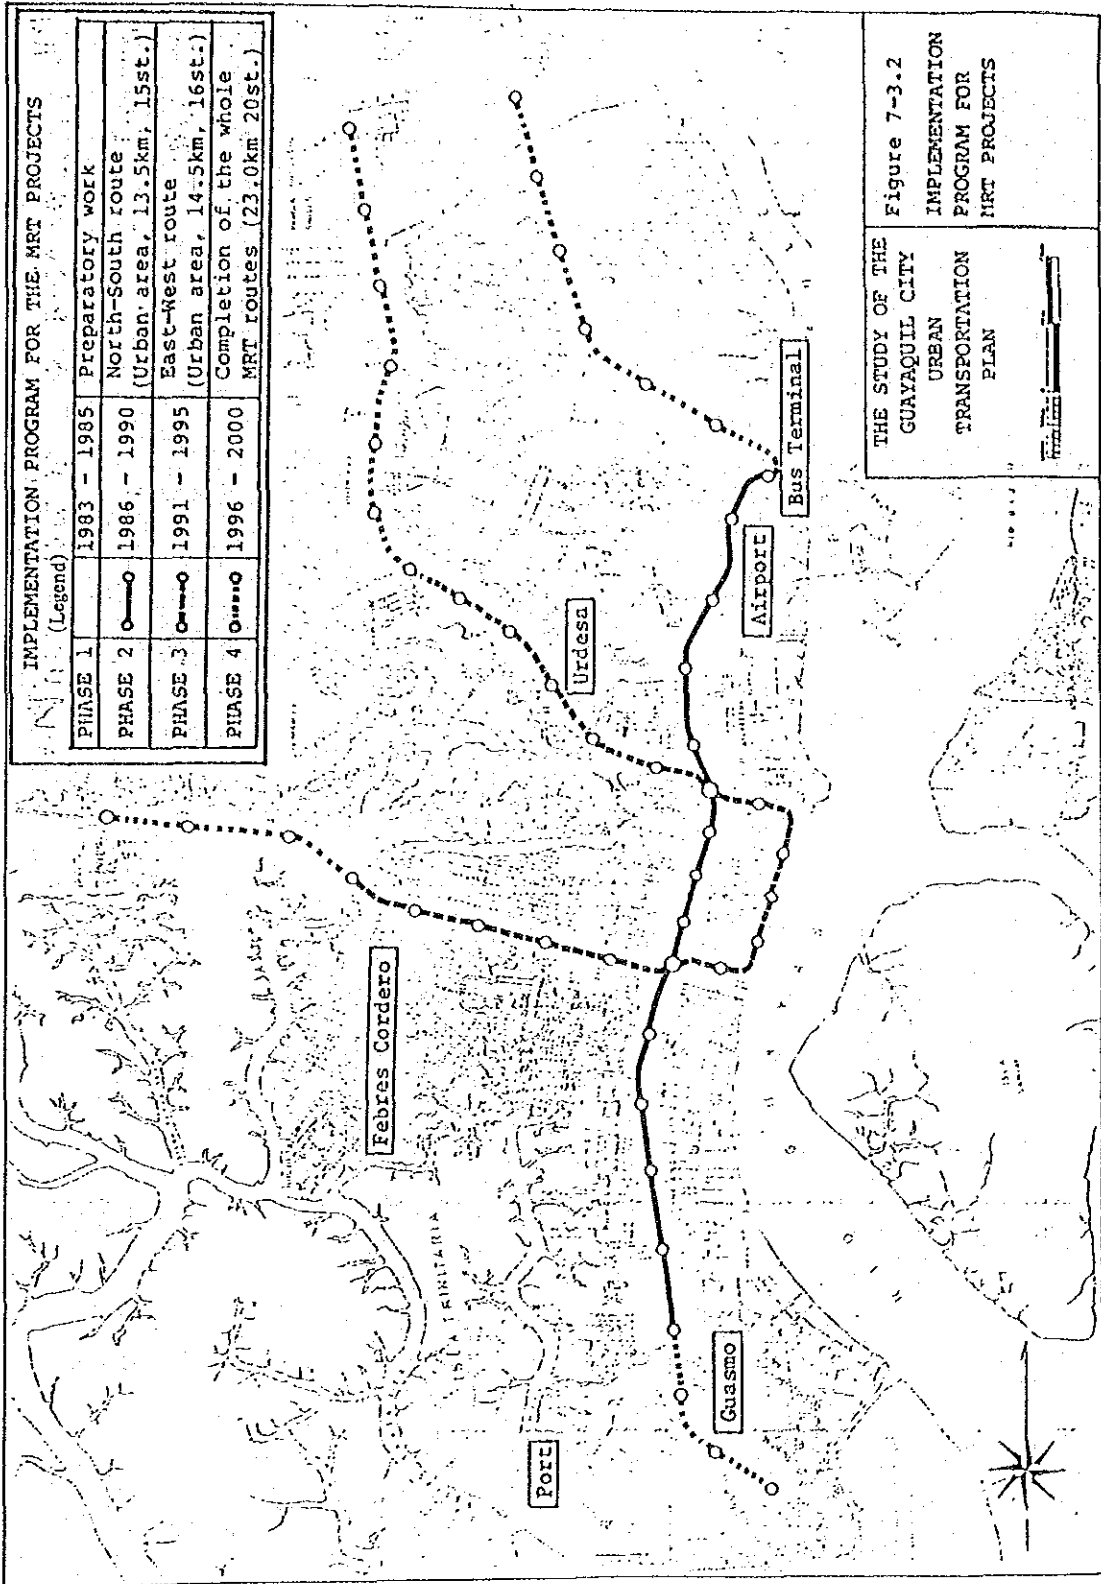 IMPLEMENTATION PROGRAM FOR THE MRT PROJECTS
(Legend)
PHASE 1 1983 - 1985 Preparatory work
PHASE 2 1986 - 1990 North-South route
(Urban area, 13.5km, 15st.)
PHASE 3 1991 - 1995 East-West route
(Urban area, 14.5km, 16st.)
PHASE 4 1996 - 2000 Completion of the whole
MRT routes (23.0km 20st.)
Febres Cordero
Urdesa
ISLA TRINITARIA
Port
Guasmo
Airport
Bus Terminal
THE STUDY OF THE
GUAYAQUIL CITY
URBAN
TRANSPORTATION
PLAN
Figure 7-3.2
IMPLEMENTATION
PROGRAM FOR
MRT PROJECTS